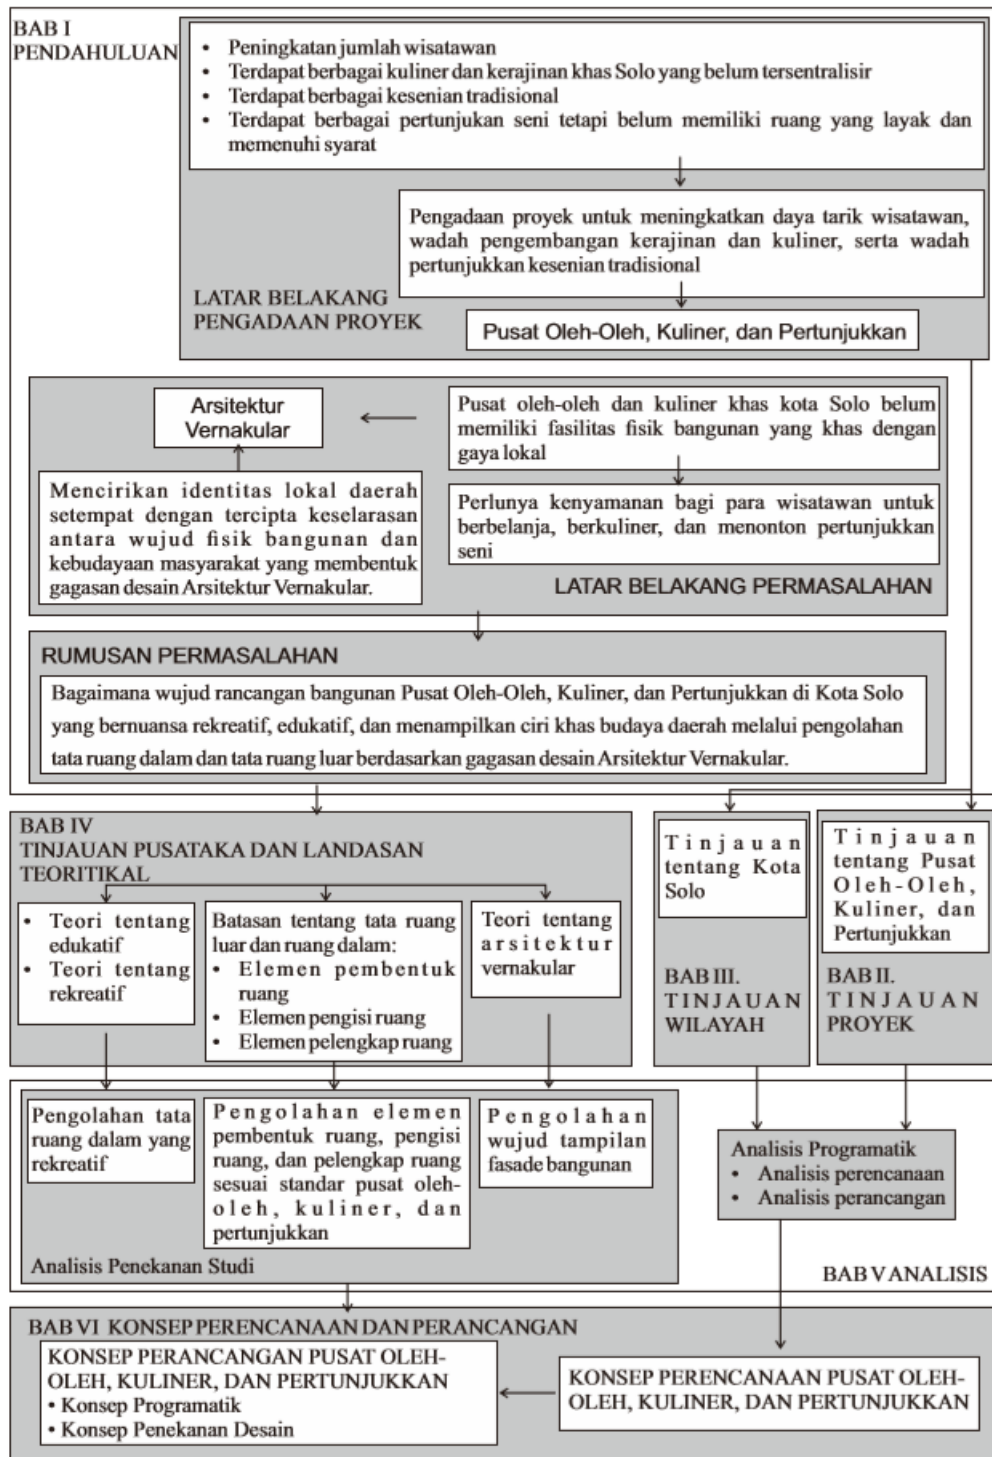 BAB I
PENDAHULUAN
• Peningkatan jumlah wisatawan
• Terdapat berbagai kuliner dan kerajinan khas Solo yang belum tersentralisir
• Terdapat berbagai kesenian tradisional
• Terdapat berbagai pertunjukan seni tetapi belum memiliki ruang yang layak dan
memenuhi syarat
Pengadaan proyek untuk meningkatkan daya tarik wisatawan,
wadah pengembangan kerajinan dan kuliner, serta wadah
pertunjukkan kesenian tradisional
LATAR BELAKANG
PENGADAAN PROYEK
Pusat Oleh-Oleh, Kuliner, dan Pertunjukkan
Arsitektur
Vernakular
Pusat oleh-oleh dan kuliner khas kota Solo belum
memiliki fasilitas fisik bangunan yang khas dengan
gaya lokal
Mencirikan identitas lokal daerah
setempat dengan tercipta keselarasan
antara wujud fisik bangunan dan
kebudayaan masyarakat yang membentuk
gagasan desain Arsitektur Vernakular.
Perlunya kenyamanan bagi para wisatawan untuk
berbelanja, berkuliner, dan menonton pertunjukkan
seni
LATAR BELAKANG PERMASALAHAN
RUMUSAN PERMASALAHAN
Bagaimana wujud rancangan bangunan Pusat Oleh-Oleh, Kuliner, dan Pertunjukkan di Kota Solo
yang bernuansa rekreatif, edukatif, dan menampilkan ciri khas budaya daerah melalui pengolahan
tata ruang dalam dan tata ruang luar berdasarkan gagasan desain Arsitektur Vernakular.
BAB IV
TINJAUAN PUSATAKA DAN LANDASAN
TEORITIKAL
• Teori tentang
edukatif
• Teori tentang
rekreatif
Batasan tentang tata ruang
luar dan ruang dalam:
• Elemen pembentuk
ruang
• Elemen pengisi ruang
• Elemen pelengkap ruang
Teori tentang
arsitektur
vernakular
Tinjauan
tentang Kota
Solo
BAB III.
TINJAUAN
WILAYAH
Tinjauan
tentang Pusat
Oleh-Oleh,
Kuliner, dan
Pertunjukkan
BAB II.
TINJAUAN
PROYEK
Pengolahan tata
ruang dalam yang
rekreatif
Pengolahan elemen
pembentuk ruang, pengisi
ruang, dan pelengkap ruang
sesuai standar pusat oleh-
oleh, kuliner, dan
pertunjukkan
Pengolahan
wujud tampilan
fasade bangunan
Analisis Penekanan Studi
Analisis Programatik
• Analisis perencanaan
• Analisis perancangan
BAB V ANALISIS
BAB VI KONSEP PERENCANAAN DAN PERANCANGAN
KONSEP PERANCANGAN PUSAT OLEH-
OLEH, KULINER, DAN PERTUNJUKKAN
• Konsep Programatik
• Konsep Penekanan Desain
KONSEP PERENCANAAN PUSAT OLEH-
OLEH, KULINER, DAN PERTUNJUKKAN